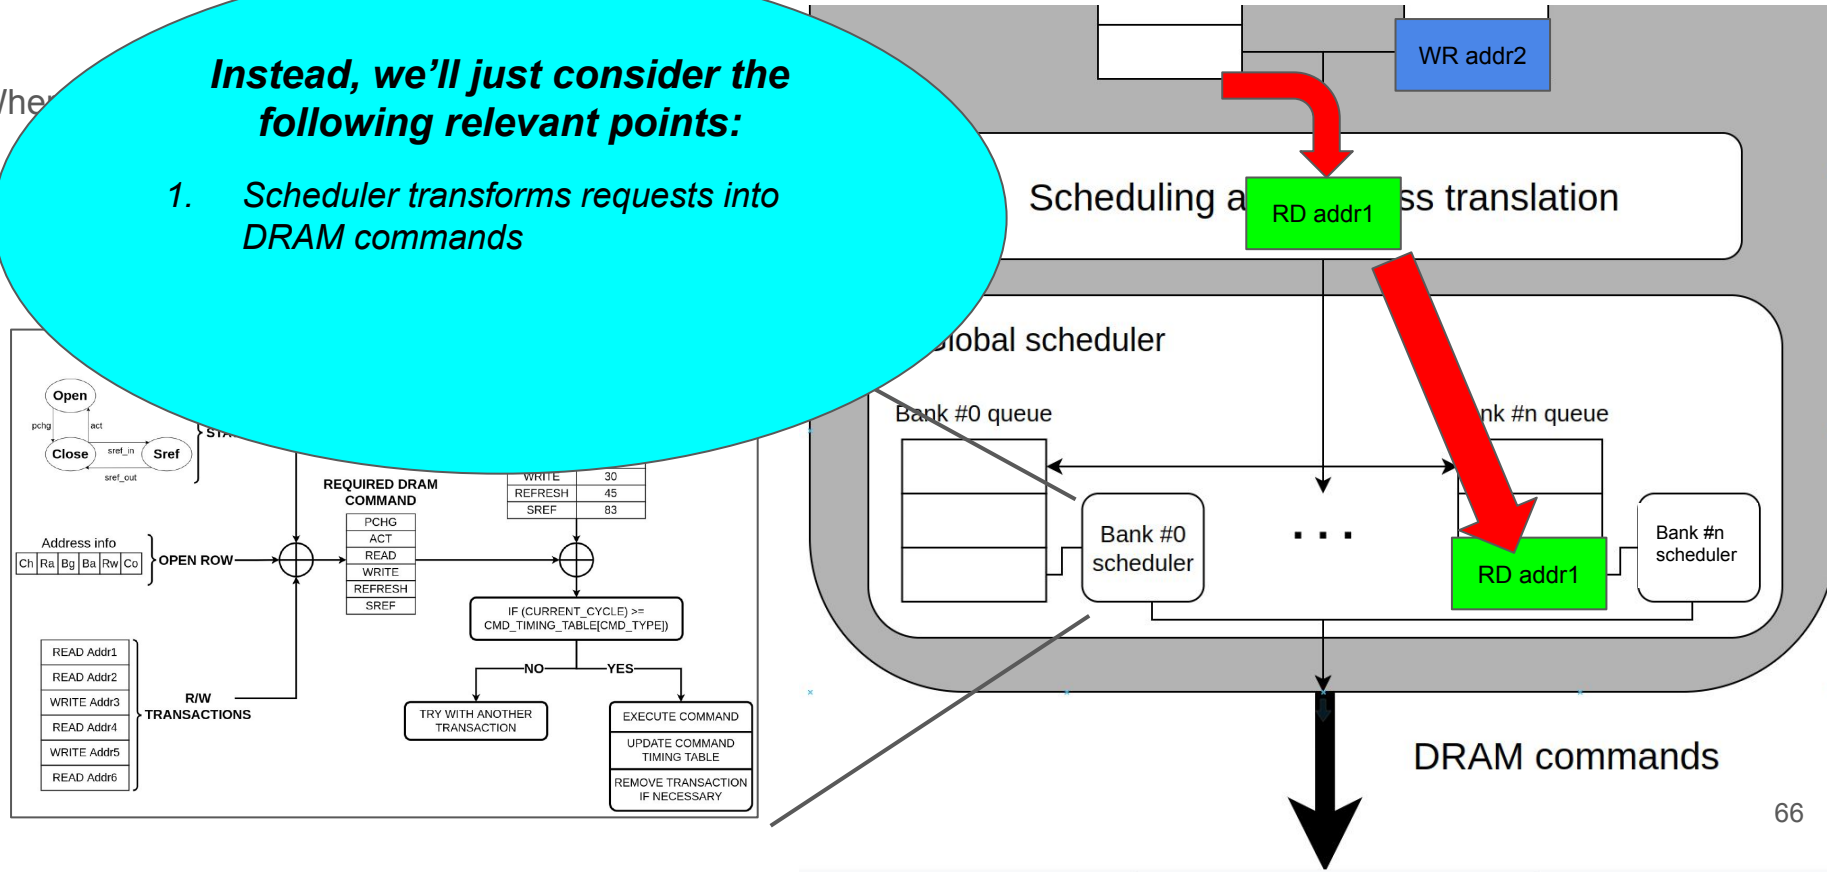 Instead, we'll just consider the
following relevant points:
1. Scheduler transforms requests into
DRAM commands
Open
pchg
act
Close
sref_in
Sref
sref_out
Address info
Ch Ra Bg Ba Rw Co
OPEN ROW
READ Addr1
READ Addr2
WRITE Addr3
READ Addr4
WRITE Addr5
READ Addr6
R/W
TRANSACTIONS
REQUIRED DRAM
COMMAND
PCHG
ACT
READ
WRITE
REFRESH
SREF
WRITE 30
REFRESH 45
SREF 83
IF (CURRENT_CYCLE) >=
CMD_TIMING_TABLE[CMD_TYPE])
NO
YES
TRY WITH ANOTHER
TRANSACTION
EXECUTE COMMAND
UPDATE COMMAND
TIMING TABLE
REMOVE TRANSACTION
IF NECESSARY
WR addr2
Scheduling a
RD addr1
ss translation
lobal scheduler
Bank #0 queue
nk #n queue
Bank #0
scheduler
...
RD addr1
Bank #n
scheduler
DRAM commands
66